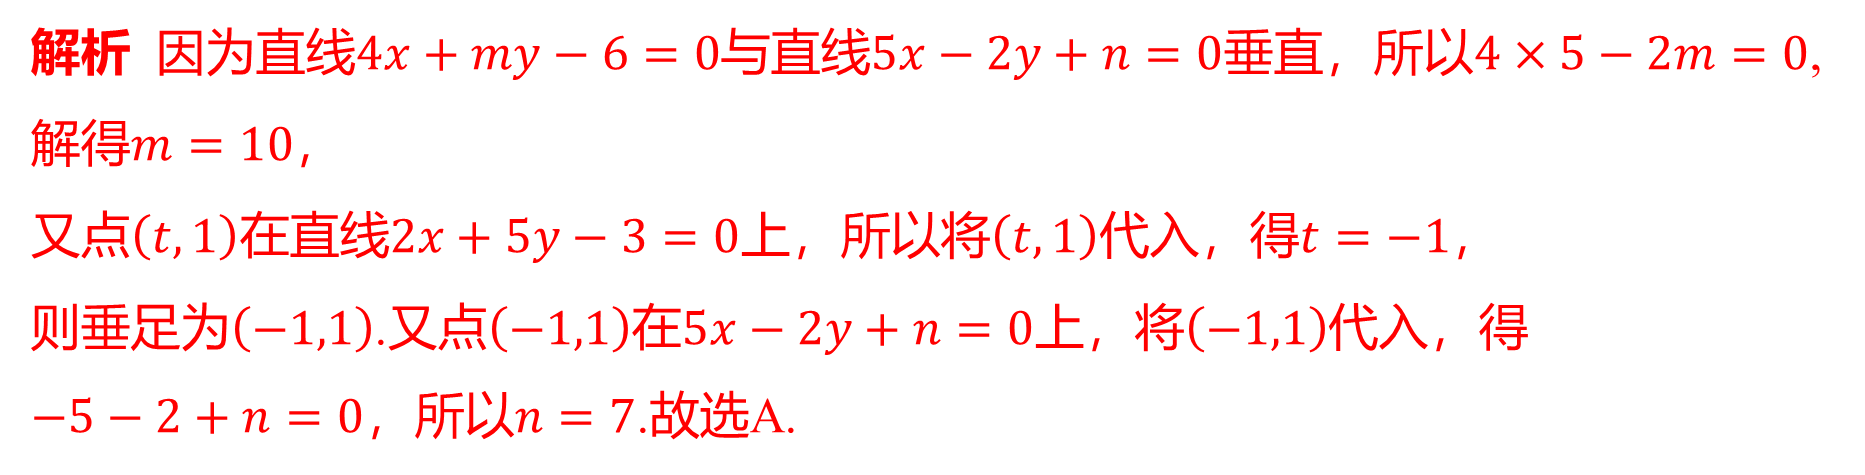 解析 因为直线4x + my − 6 = 0与直线5x − 2y + n = 0垂直，所以4 × 5 − 2m = 0,
解得m = 10，
又点(t, 1)在直线2x + 5y − 3 = 0上，所以将(t, 1)代入，得t = −1，
则垂足为(−1,1).又点(−1,1)在5x − 2y + n = 0上，将(−1,1)代入，得
−5 − 2 + n = 0，所以n = 7.故选A.